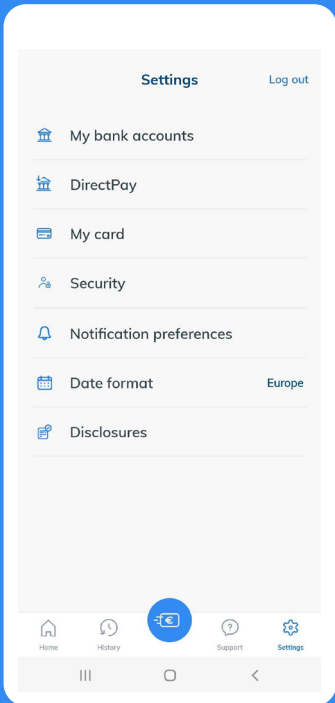 Settings
Log out
My bank accounts
DirectPay
My card
Security
Notification preferences
Date format
Europe
Disclosures
€
?
Home
History
Support
Settings